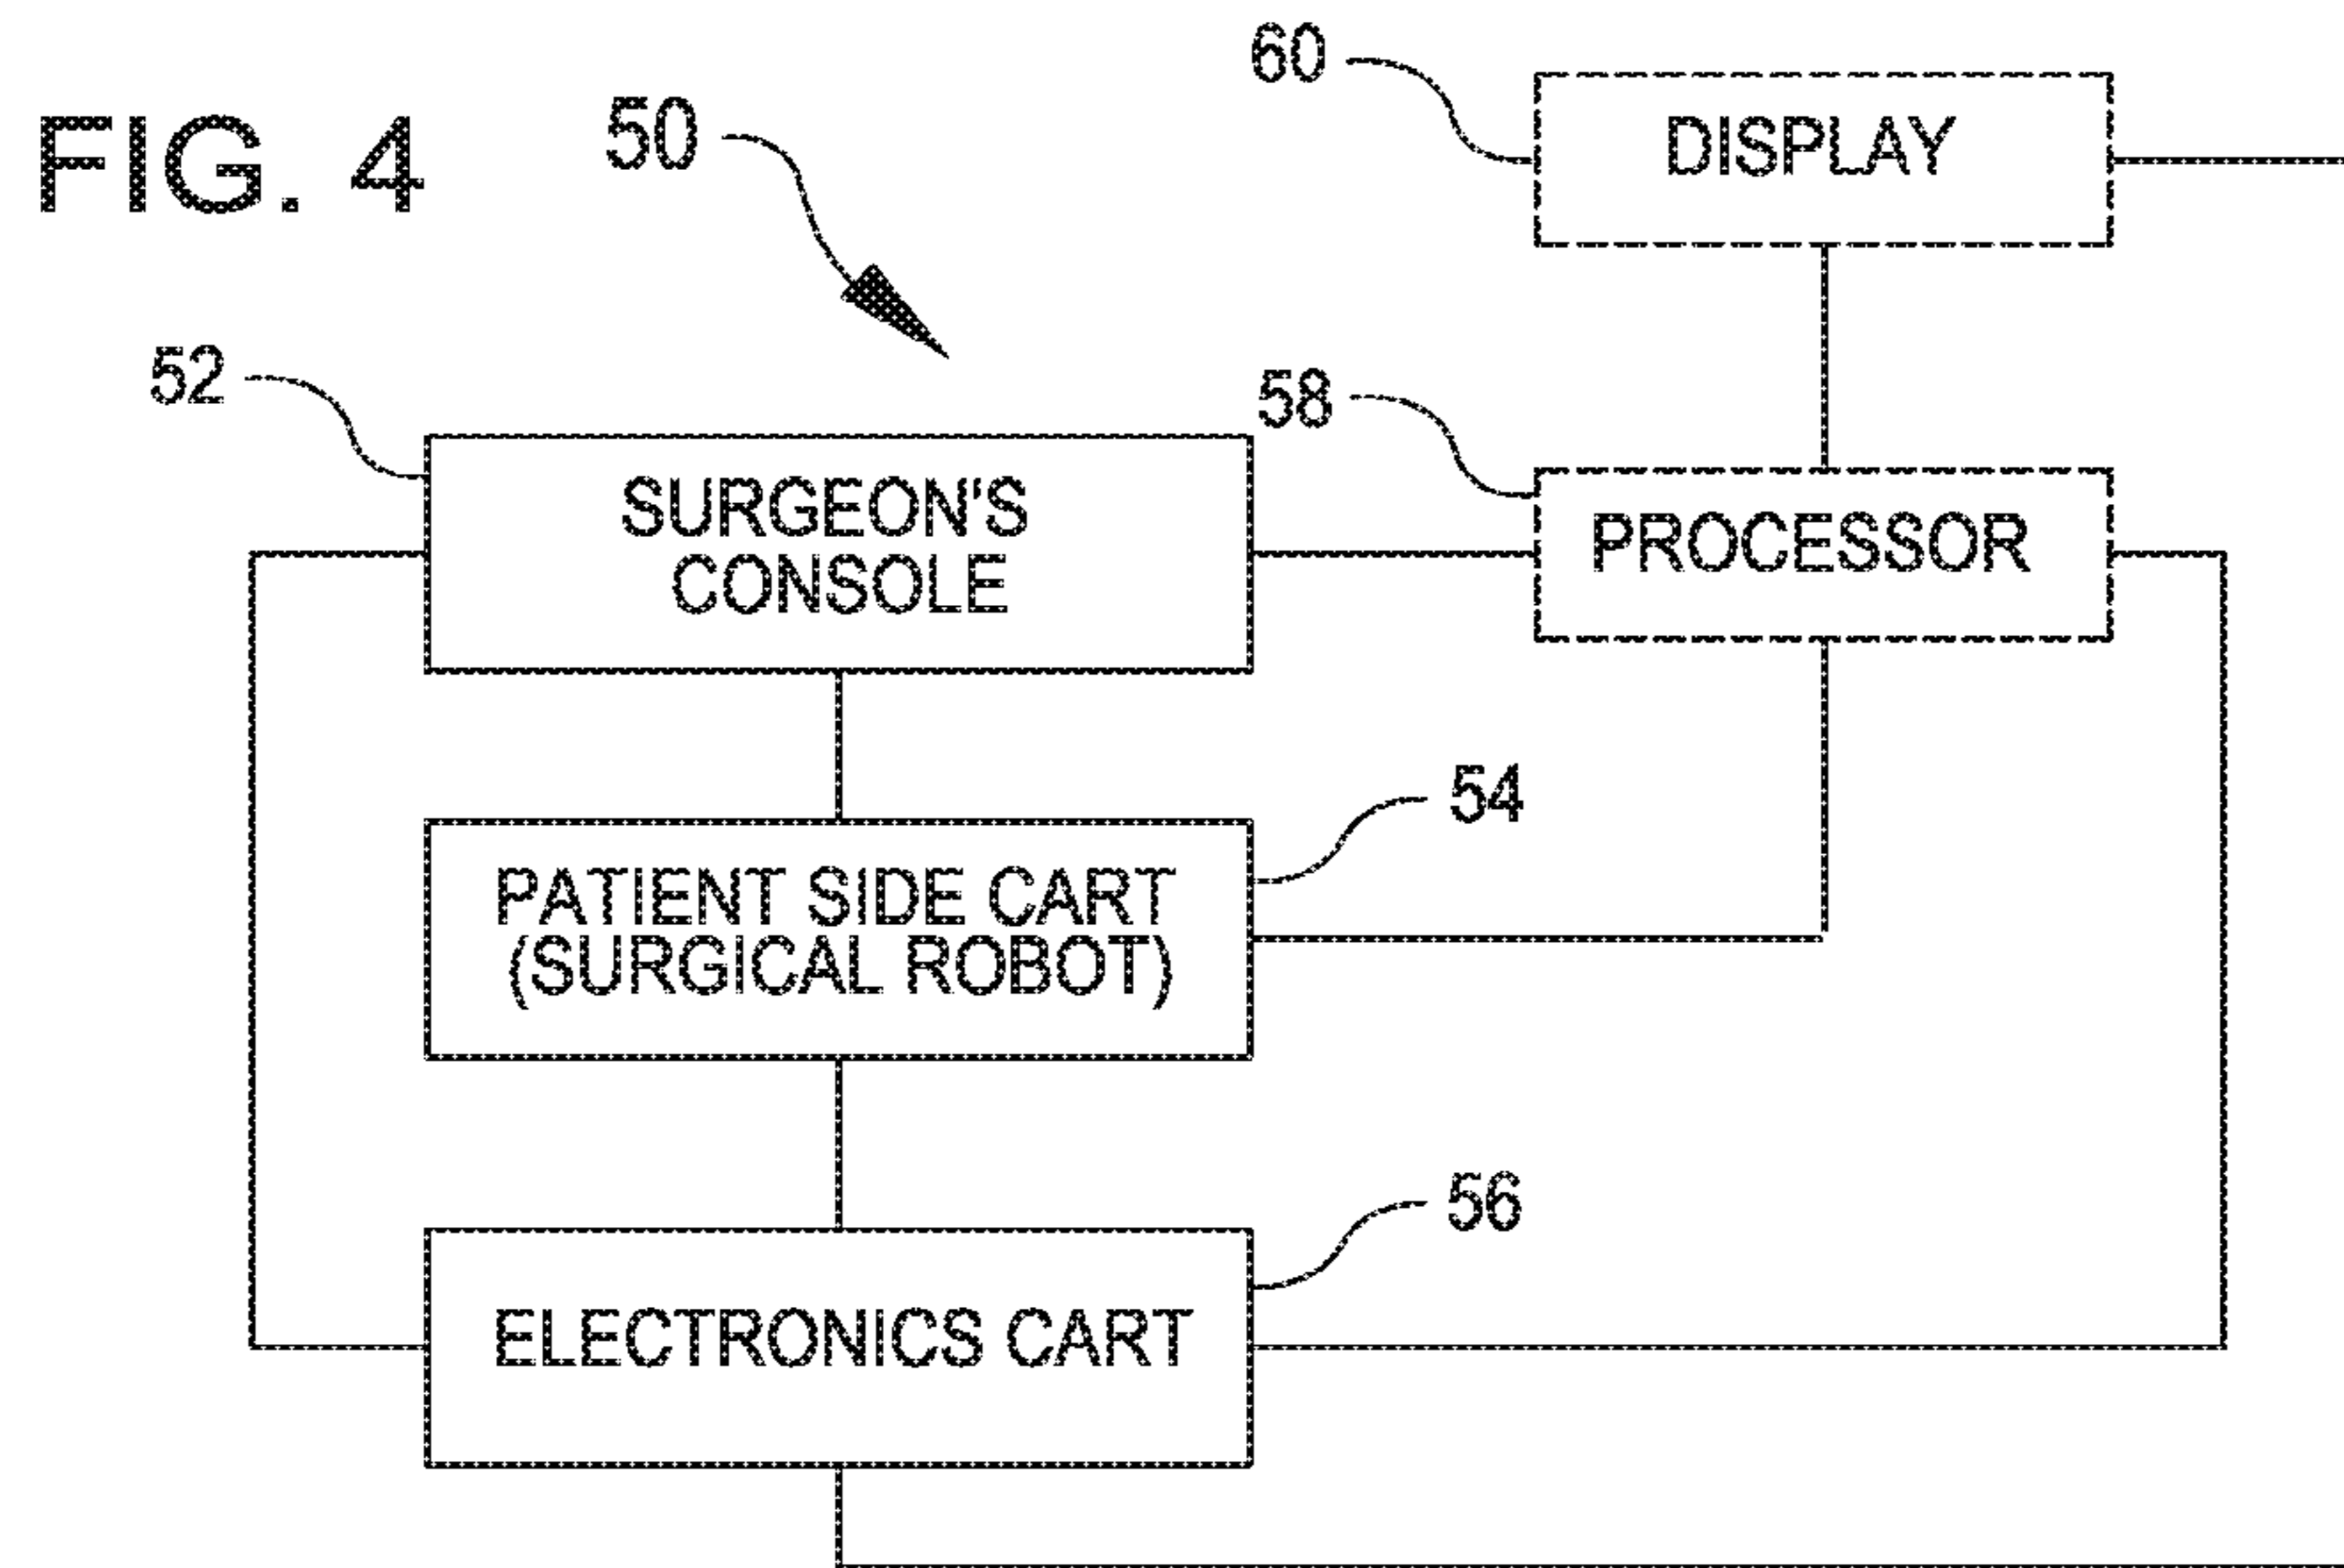 FIG. 4
50
60
DISPLAY
52
58
SURGEON'S
CONSOLE
PROCESSOR
54
PATIENT SIDE CART
(SURGICAL ROBOT)
56
ELECTRONICS CART